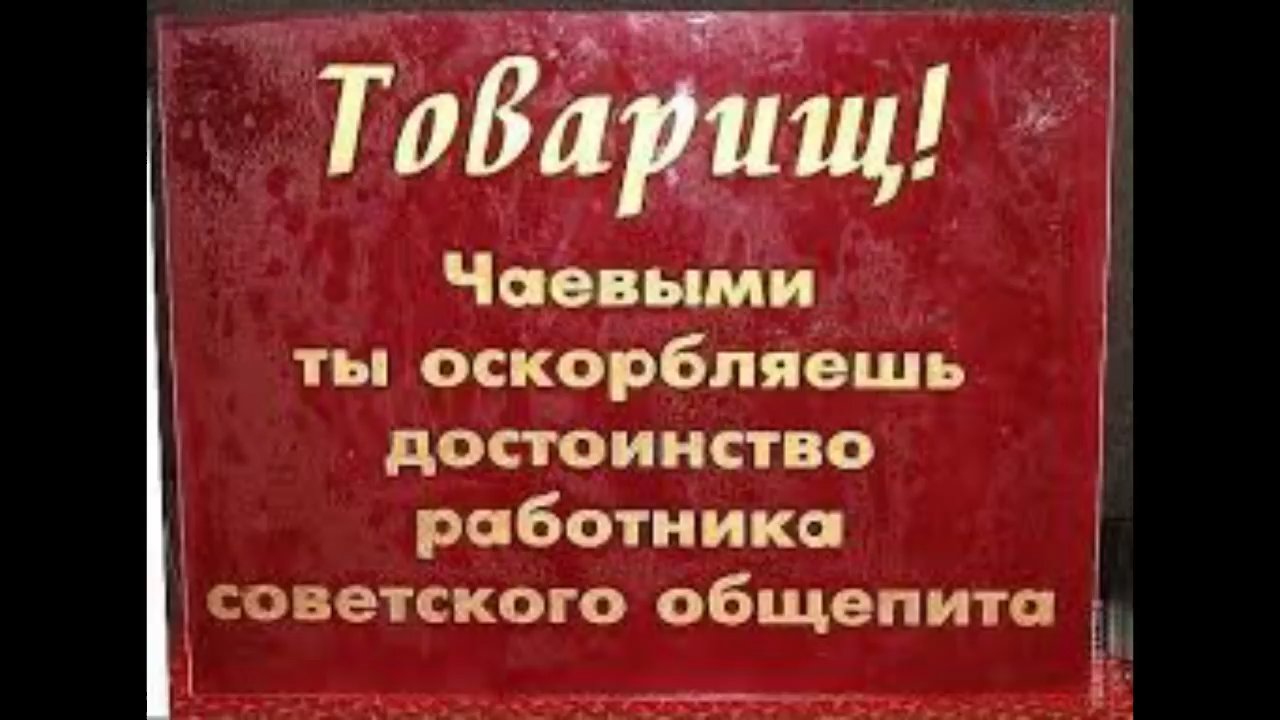 Товарищ!
Чаевыми
ты оскорбляешь
достоинство
работника
советского общепита